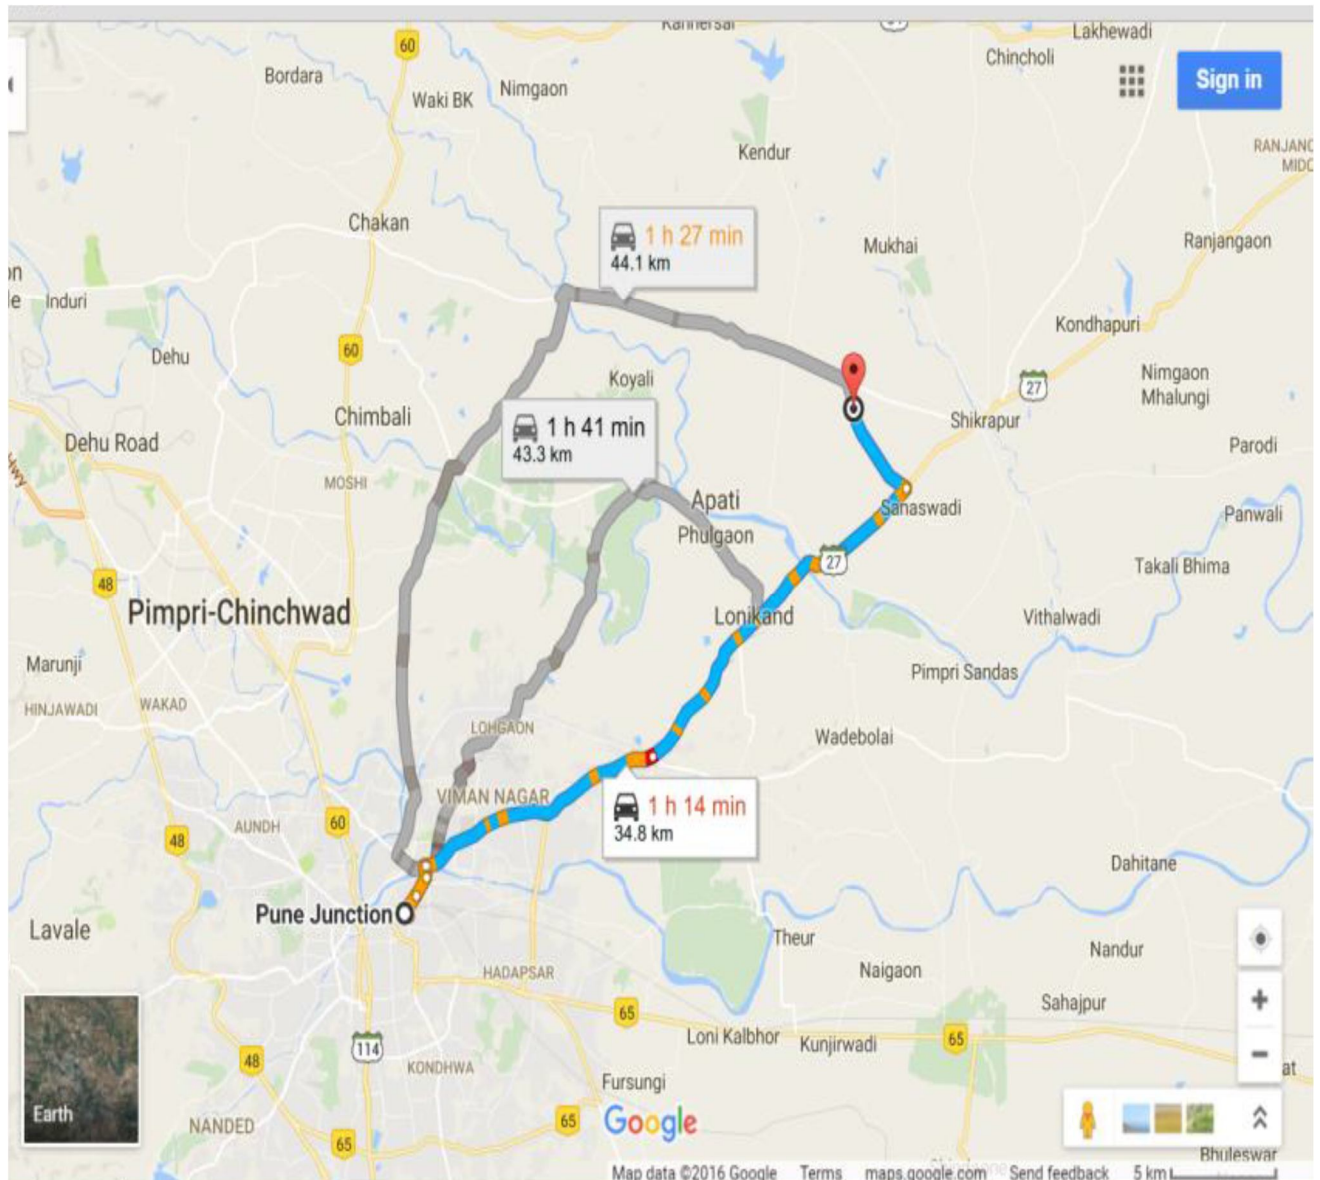 Lakhewadi
Chincholi
60
Bordara
Waki BK
Nimgaon
Sign in
Kendur
RANJANG
MIDC
Chakan
1 h 27 min
44.1 km
Mukhai
Ranjangaon
on
le
Induri
Kondhapuri
Dehu
60
Koyali
27
Nimgaon
Mhalungi
Chimbali
1 h 41 min
43.3 km
Shikrapur
Dehu Road
Parodi
Hwy
MOSHI
Apati
Sanaswadi
Panwali
Phulgaon
27
Takali Bhima
48
Pimpri-Chinchwad
Lonikand
Vithalwadi
Marunji
Pimpri Sandas
HINJAWADI
WAKAD
LOHGAON
Wadebolai
VIMAN NAGAR
1 h 14 min
34.8 km
60
AUNDH
48
Dahitane
Pune Junction
Lavale
Theur
Nandur
HADAPSAR
Naigaon
Sahajpur
65
Loni Kalbhor
Kunjirwadi
65
114
48
KONDHWA
at
Fursungi
Earth
Google
NANDED
65
65
Bhuleswar
Map data ©2016 Google Terms maps.google.com Send feedback 5 km